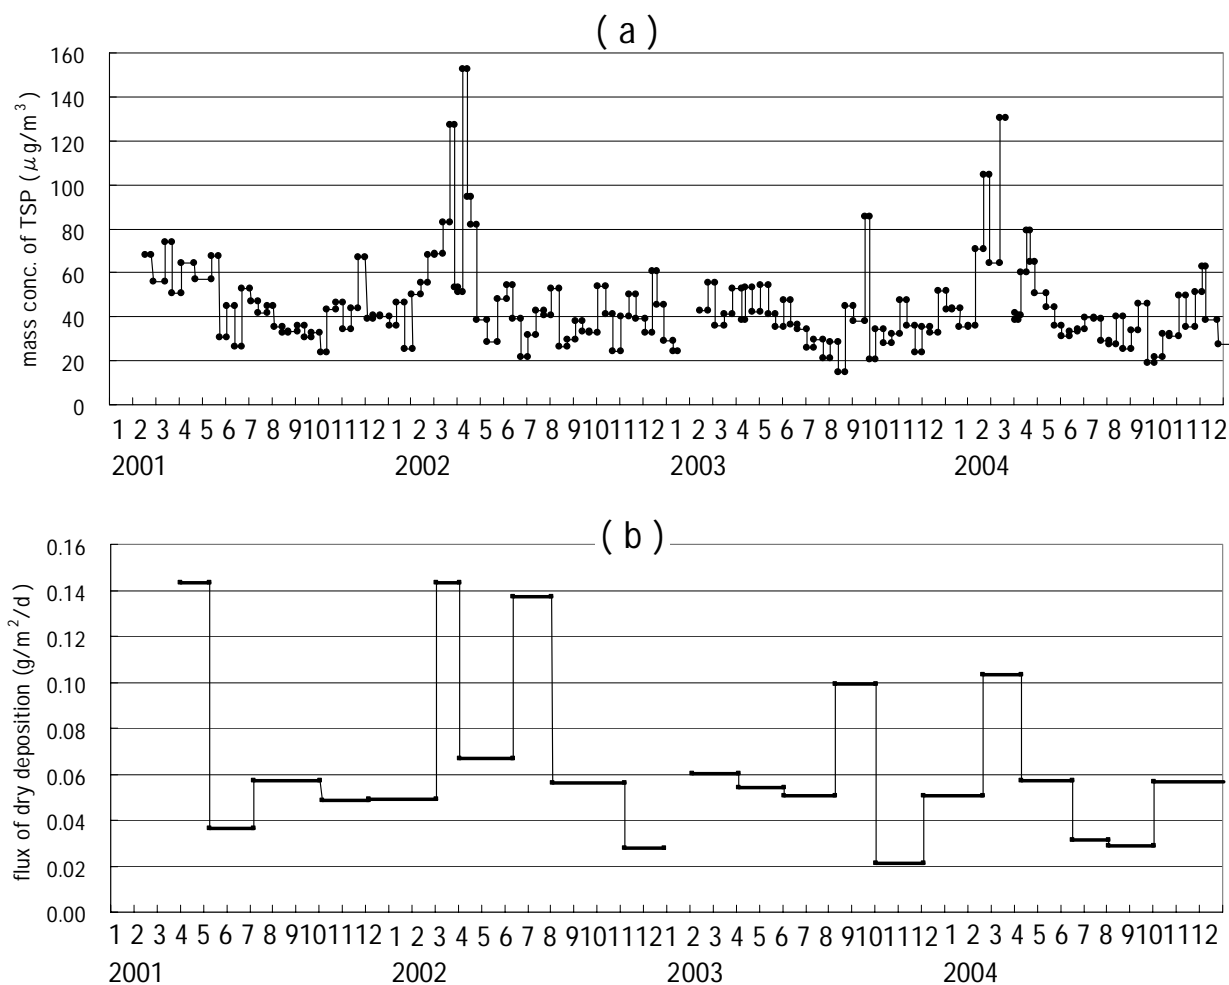 ( a )
mass conc. of TSP ( μg/m³ )
160
140
120
100
80
60
40
20
0
1 2 3 4 5 6 7 8 9 10 11 12 1 2 3 4 5 6 7 8 9 10 11 12 1 2 3 4 5 6 7 8 9 10 11 12 1 2 3 4 5 6 7 8 9 10 11 12
2001 2002 2003 2004
( b )
flux of dry deposition (g/m²/d)
0.16
0.14
0.12
0.10
0.08
0.06
0.04
0.02
0.00
1 2 3 4 5 6 7 8 9 10 11 12 1 2 3 4 5 6 7 8 9 10 11 12 1 2 3 4 5 6 7 8 9 10 11 12 1 2 3 4 5 6 7 8 9 10 11 12
2001 2002 2003 2004